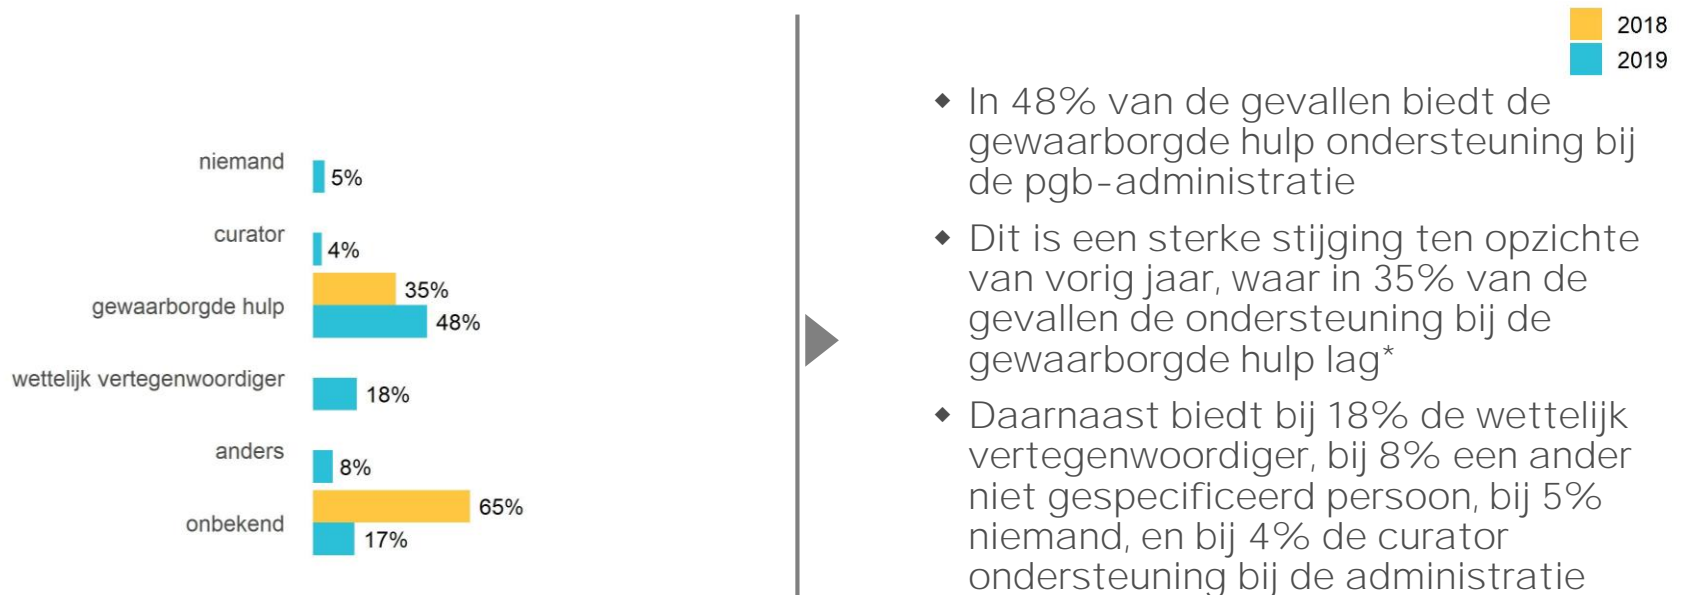 niemand
5%
curator
4%
35%
gewaarborgde hulp
48%
wettelijk vertegenwoordiger
18%
anders
8%
65%
onbekend
17%
2018
2019
◆ In 48% van de gevallen biedt de
gewaarborgde hulp ondersteuning bij
de pgb-administratie
◆ Dit is een sterke stijging ten opzichte
van vorig jaar, waar in 35% van de
gevallen de ondersteuning bij de
gewaarborgde hulp lag*
◆ Daarnaast biedt bij 18% de wettelijk
vertegenwoordiger, bij 8% een ander
niet gespecificeerd persoon, bij 5%
niemand, en bij 4% de curator
ondersteuning bij de administratie